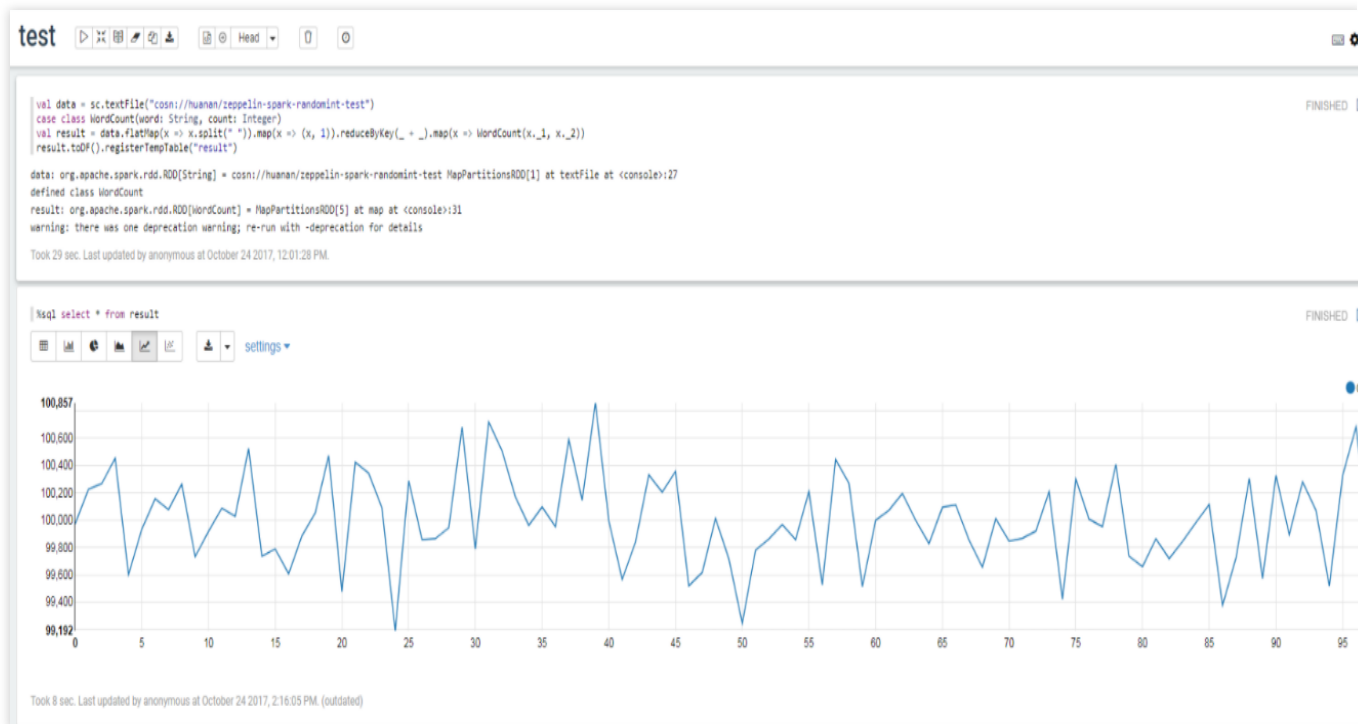 test
Head
val data = sc.textFile("cosn://huanan/zeppelin-spark-randomint-test")
FINISHED
case class WordCount(word: String, count: Integer)
val result = data.flatMap(x => x.split(" ")).map(x => (x, 1)).reduceByKey(_ + _).map(x => WordCount(x._1, x._2))
result.toDF().registerTempTable("result")
data: org.apache.spark.rdd.RDD[String] = cosn://huanan/zeppelin-spark-randomint-test MapPartitionsRDD[1] at textFile at <console>:27
defined class WordCount
result: org.apache.spark.rdd.RDD[WordCount] = MapPartitionsRDD[5] at map at <console>:31
warning: there was one deprecation warning; re-run with -deprecation for details
Took 29 sec. Last updated by anonymous at October 24 2017, 12:01:28 PM.
%sql select * from result
FINISHED
settings
100,857
100,600
100,400
100,200
100,000
99,800
99,600
99,400
99,192
0 5 10 15 20 25 30 35 40 45 50 55 60 65 70 75 80 85 90 95
Took 8 sec. Last updated by anonymous at October 24 2017, 2:16:05 PM. (outdated)